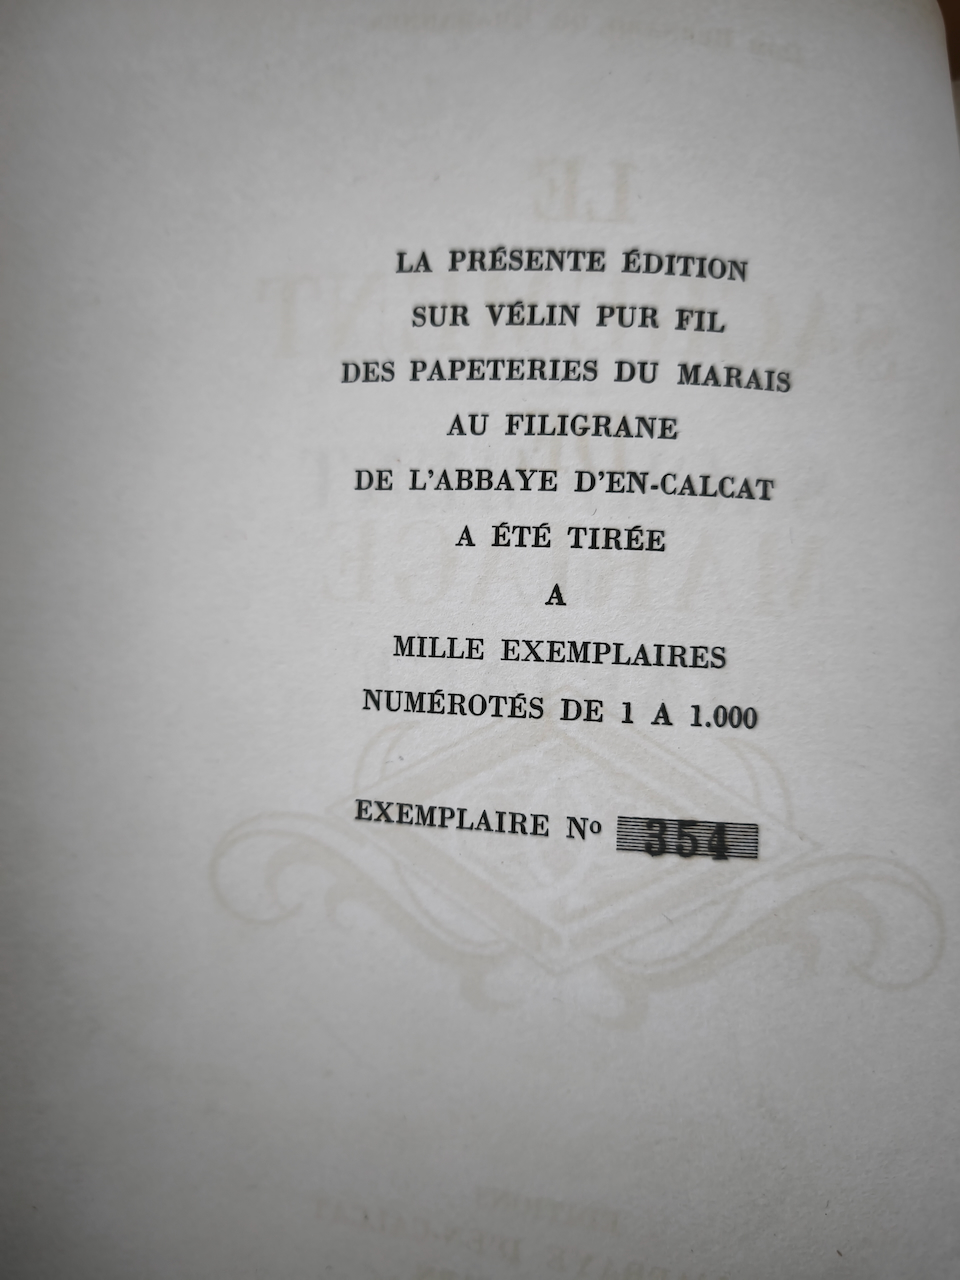 LA PRÉSENTE ÉDITION
SUR VÉLIN PUR FIL
DES PAPETERIES DU MARAIS
AU FILIGRANE
DE L'ABBAYE D'EN-CALCAT
A ÉTÉ TIRÉE
A
MILLE EXEMPLAIRES
NUMÉROTÉS DE 1 A 1.000
EXEMPLAIRE Nº 354